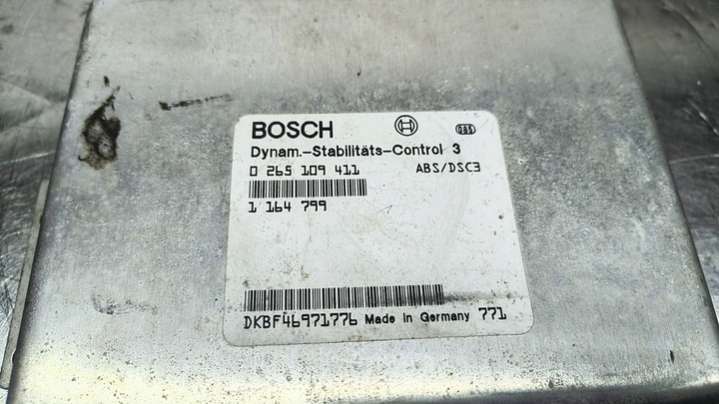 BOSCH
Dynam.-Stabilitäts-Control 3
0 265 109 411 ABS/DSC3
1 164 799
DKBF46971776 Made in Germany 771